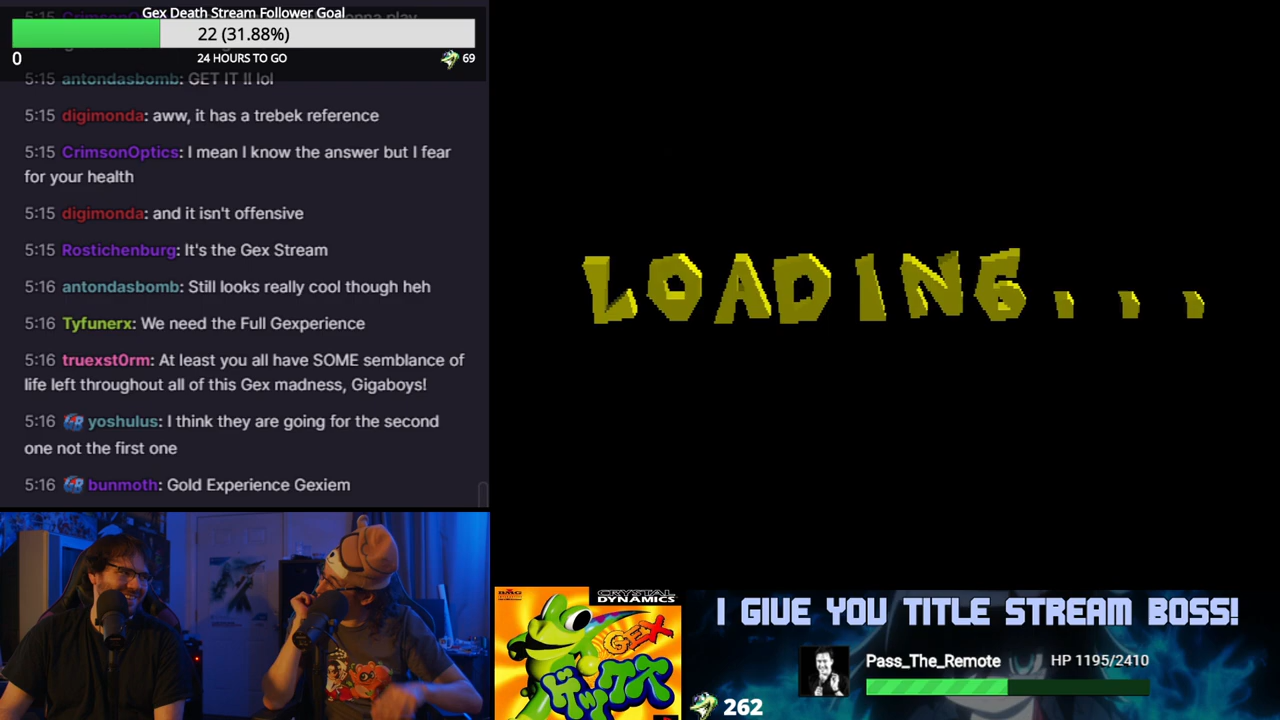 Gex Death Stream Follower Goal
22 (31.88%)
0
24 HOURS TO GO
69
5:15 antondasbomb: GET IT !! lol
5:15 digimonda: aww, it has a trebek reference
5:15 CrimsonOptics: I mean I know the answer but I fear
for your health
5:15 digimonda: and it isn't offensive
5:15 Rostichenburg: It's the Gex Stream
5:16 antondasbomb: Still looks really cool though heh
5:16 Tyfunerx: We need the Full Gexperience
5:16 truexst0rm: At least you all have SOME semblance of
life left throughout all of this Gex madness, Gigaboys!
5:16 yoshulus: I think they are going for the second
one not the first one
5:16 bunmoth: Gold Experience Gexiem
LOADING...
BMG
CRYSTAL
DYNAMICS
GEX
ゲックス
I GIVE YOU TITLE STREAM BOSS!
Pass_The_Remote
HP 1195/2410
262